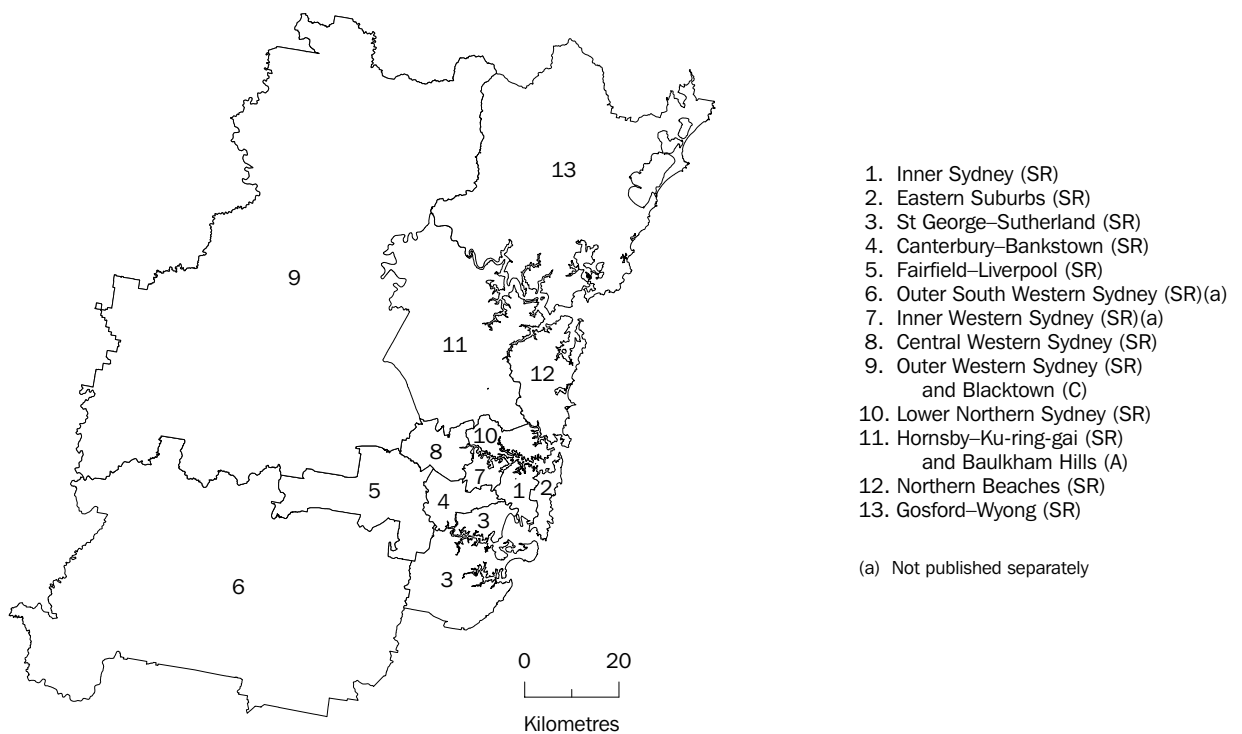 13
9
11
12
10
8
7
5
1
2
4
3
3
6
0 20
Kilometres
1. Inner Sydney (SR)
2. Eastern Suburbs (SR)
3. St George–Sutherland (SR)
4. Canterbury–Bankstown (SR)
5. Fairfield–Liverpool (SR)
6. Outer South Western Sydney (SR)(a)
7. Inner Western Sydney (SR)(a)
8. Central Western Sydney (SR)
9. Outer Western Sydney (SR)
and Blacktown (C)
10. Lower Northern Sydney (SR)
11. Hornsby–Ku-ring-gai (SR)
and Baulkham Hills (A)
12. Northern Beaches (SR)
13. Gosford–Wyong (SR)
(a) Not published separately